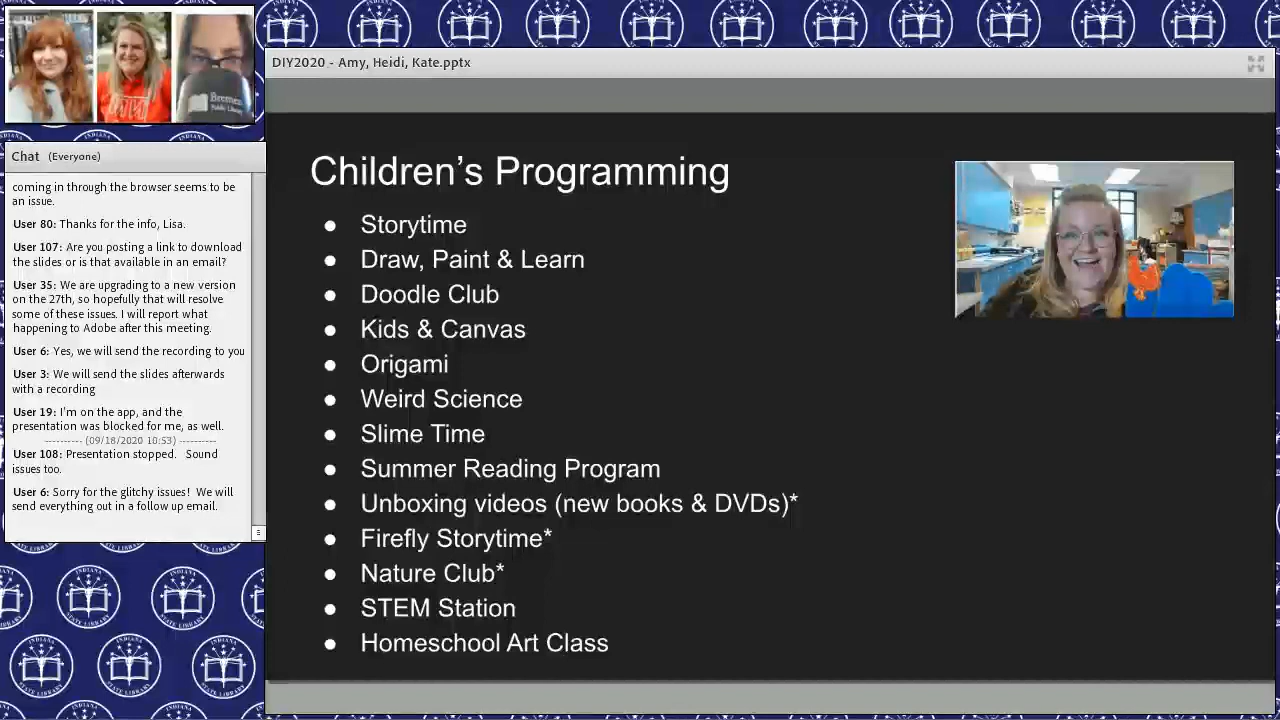 Bremen
Public Library
DIY2020 - Amy, Heidi, Kate.pptx
Chat (Everyone)
coming in through the browser seems to be
an issue.
User 80: Thanks for the info, Lisa.
User 107: Are you posting a link to download
the slides or is that available in an email?
User 35: We are upgrading to a new version
on the 27th, so hopefully that will resolve
some of these issues. I will report what
happening to Adobe after this meeting.
User 6: Yes, we will send the recording to you
User 3: We will send the slides afterwards
with a recording
User 19: I'm on the app, and the
presentation was blocked for me, as well.
---------- (09/18/2020 10:53) ----------
User 108: Presentation stopped. Sound
issues too.
User 6: Sorry for the glitchy issues! We will
send everything out in a follow up email.
Children's Programming
● Storytime
● Draw, Paint & Learn
● Doodle Club
● Kids & Canvas
● Origami
● Weird Science
● Slime Time
● Summer Reading Program
● Unboxing videos (new books & DVDs)*
● Firefly Storytime*
● Nature Club*
● STEM Station
● Homeschool Art Class
INDIANA
STATE LIBRARY